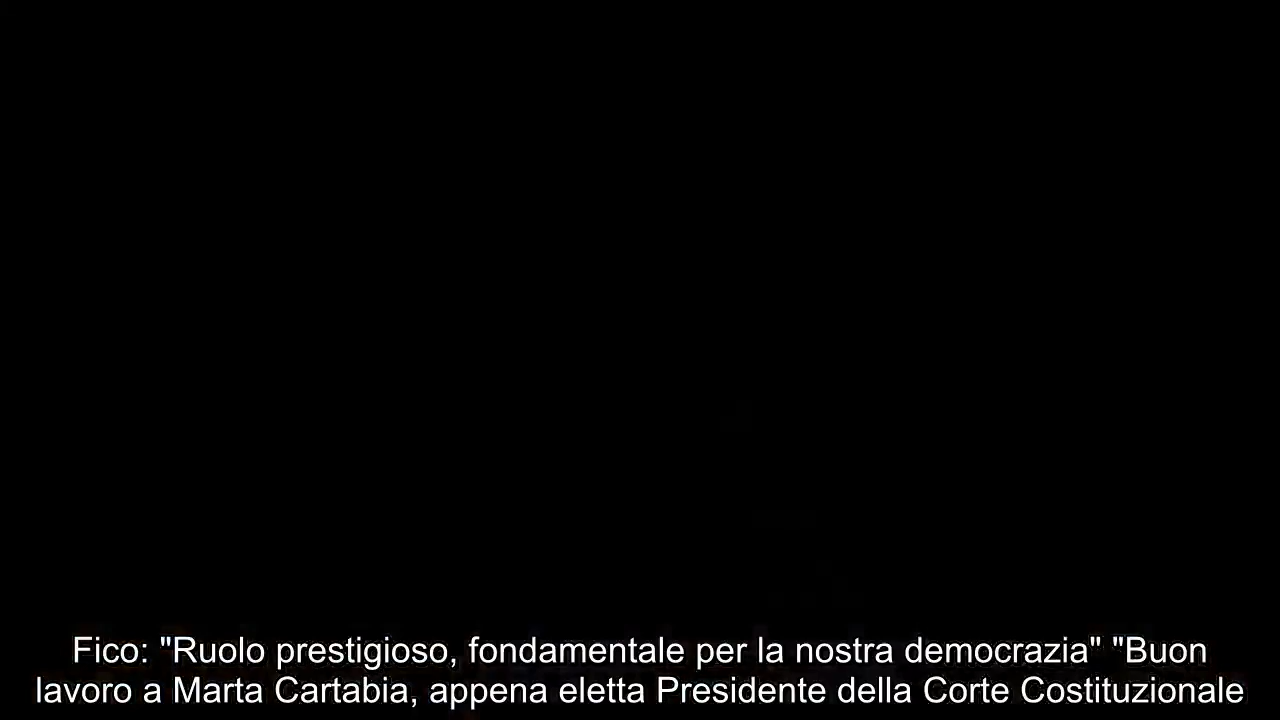 Fico: "Ruolo prestigioso, fondamentale per la nostra democrazia" "Buon
lavoro a Marta Cartabia, appena eletta Presidente della Corte Costituzionale